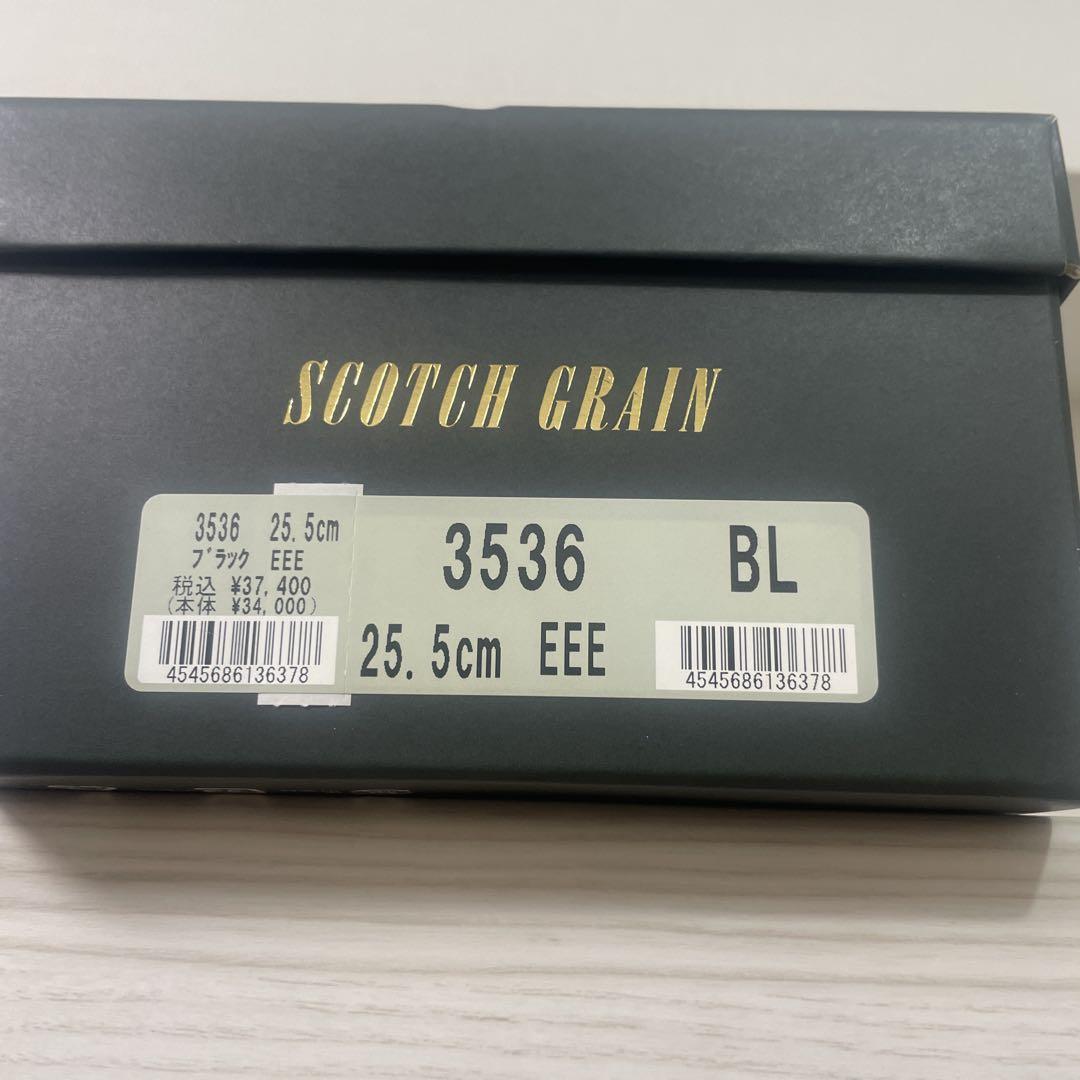 SCOTCH GRAIN
3536 25.5cm
ブラック EEE
税込 ¥37,400
(本体 ¥34,000)
4545686136378
3536 BL
25.5cm EEE
4545686136378